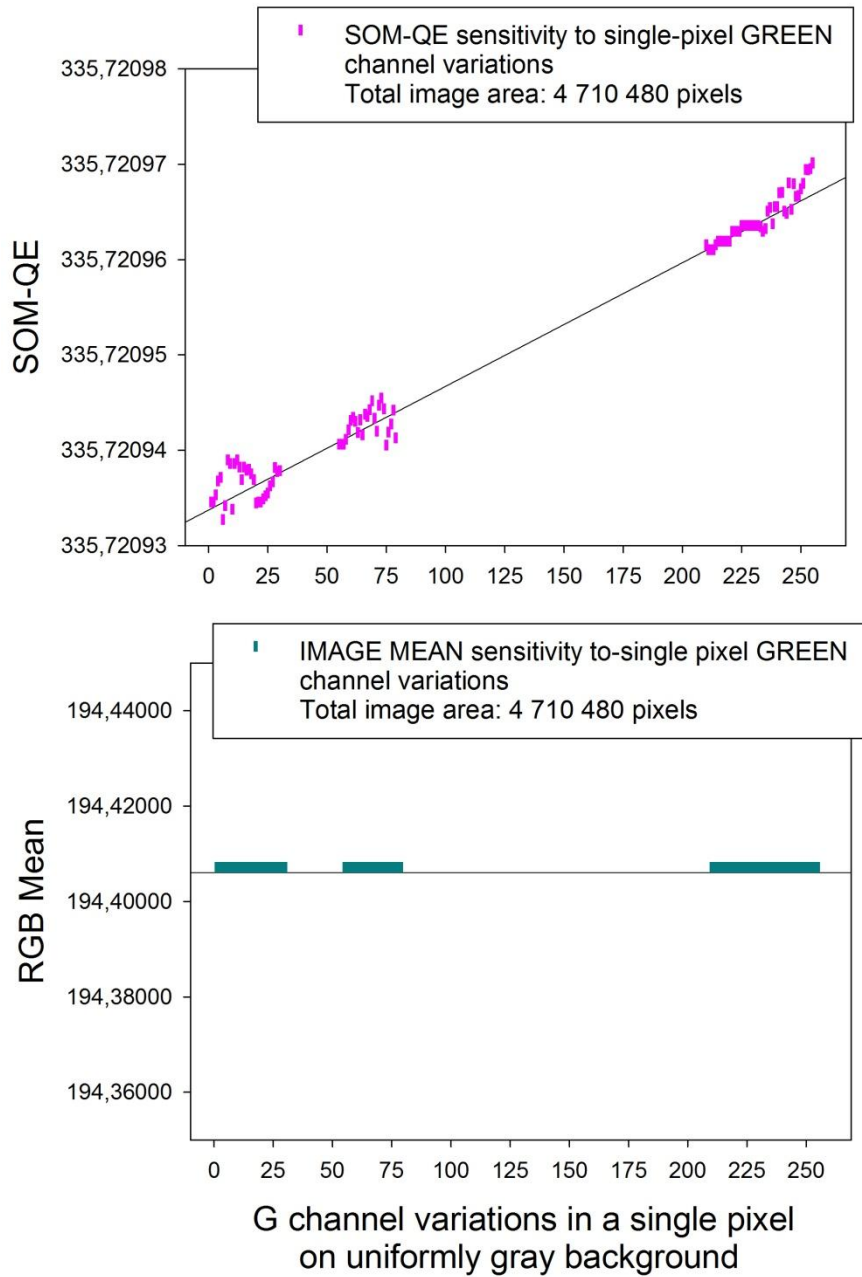 SOM-QE sensitivity to single-pixel GREEN
channel variations
Total image area: 4 710 480 pixels
335,72098
335,72097
335,72096
335,72095
335,72094
335,72093
SOM-QE
0 25 50 75 100 125 150 175 200 225 250
IMAGE MEAN sensitivity to-single pixel GREEN
channel variations
Total image area: 4 710 480 pixels
194,44000
194,42000
194,40000
194,38000
194,36000
RGB Mean
0 25 50 75 100 125 150 175 200 225 250
G channel variations in a single pixel
on uniformly gray background